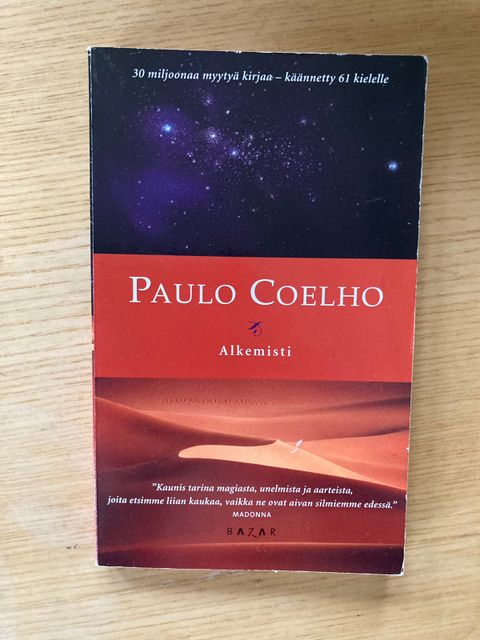 30 miljoonaa myytyä kirjaa – käännetty 61 kielelle
PAULO COELHO
Alkemisti
”Kaunis tarina magiasta, unelmista ja aarteista,
joita etsimme liian kaukaa, vaikka ne ovat aivan silmiemme edessä.”
MADONNA
BAZAR